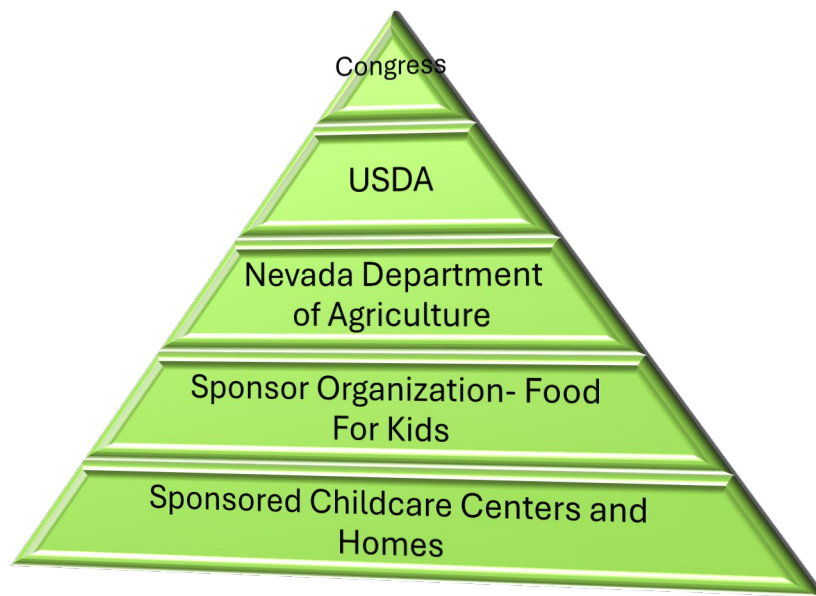 Congress
USDA
Nevada Department
of Agriculture
Sponsor Organization- Food
For Kids
Sponsored Childcare Centers and
Homes